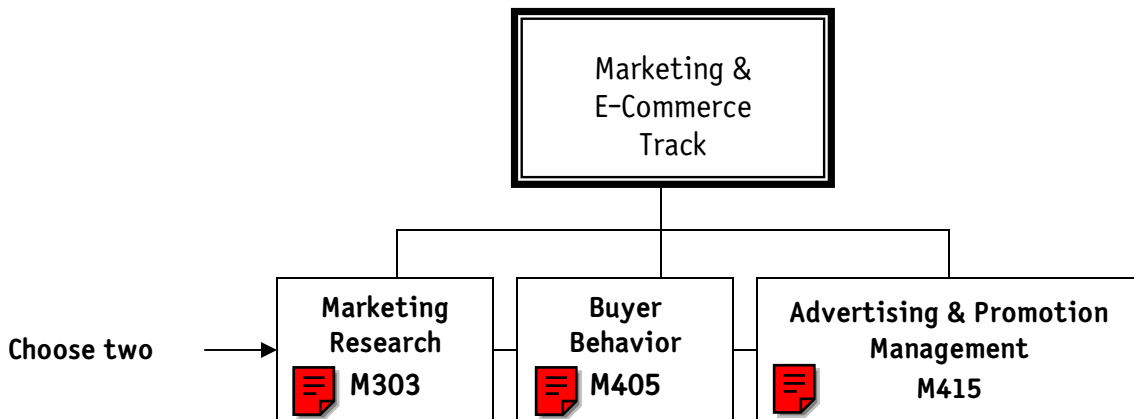 Marketing &
E-Commerce
Track
Choose two
Marketing
Research
M303
Buyer
Behavior
M405
Advertising & Promotion
Management
M415